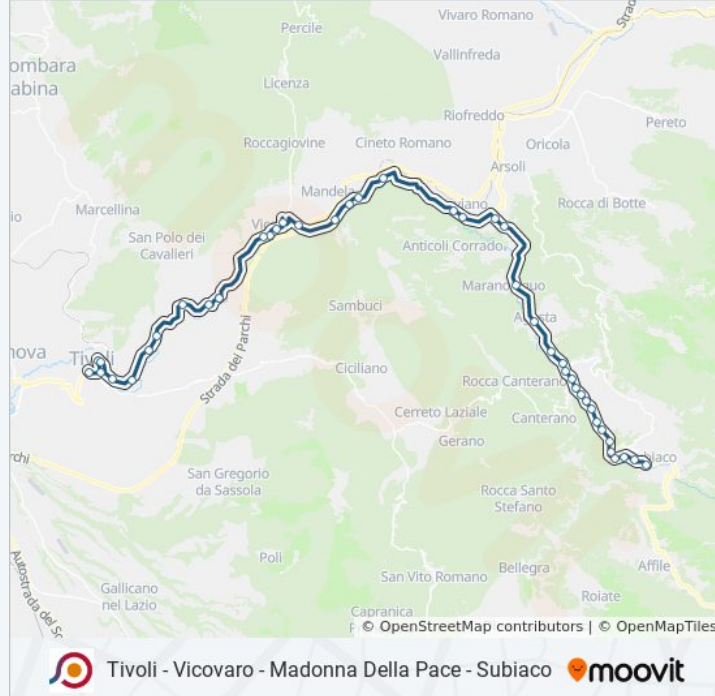 Vivaro Romano
Percile
Vallinfreda
ombara
abina
Licenza
Riofreddo
Pereto
Roccagiovine
Cineto Romano
Oricola
Arsoli
Mandela
Marcellina
Rocca di Botte
San Polo dei
Cavalieri
Anticoli Corrado
Sambuci
nova
Tivoli
Ciciliano
Rocca Canterano
Strada dei Parchi
Cerreto Laziale
Canterano
Gerano
San Gregorio
da Sassola
Rocca Santo
Stefano
Poli
Bellegra
Affile
San Vito Romano
Gallicano
nel Lazio
Roiate
Capranica
© OpenStreetMap contributors | © OpenMapTiles
Tivoli - Vicovaro - Madonna Della Pace - Subiaco
moovit